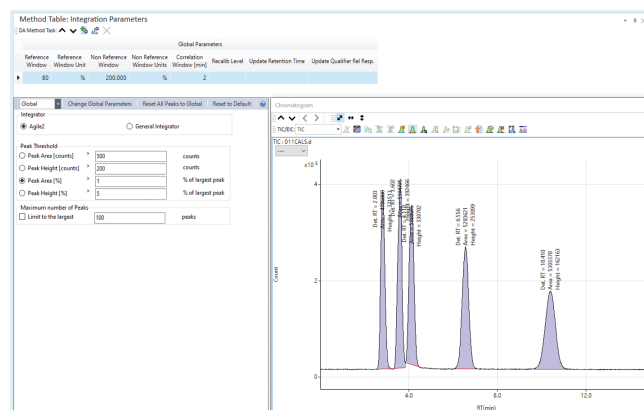 Method Table: Integration Parameters
DA Method Task:
Global Parameters
Reference Window
Reference Window Unit
Non Reference Window
Non Reference Window Units
Correlation Window [min]
Recalib Level
Update Retention Time
Update Qualifier Rel Resp.
80 % 200.000 % 2
Global Change Global Parameters Reset All Peaks to Global Reset to Default
Integrator
Agile2 General Integrator
Peak Threshold
Peak Area [counts] > 500 counts
Peak Height [counts] > 200 counts
Peak Area [%] > 1 % of largest peak
Peak Height [%] > 5 % of largest peak
Maximum number of Peaks
Limit to the largest 100 peaks
Chromatogram
TIC/EIC: TIC
TIC : 011CALS.d
---
x10 5
4
2
0
Count
Det. RT = 2.803
Det. RT = 6.556
Area = 5283621
Height = 253099
Det. RT = 10.410
Area = 5303378
Height = 162163
4.0 8.0 12.0
RT(min)